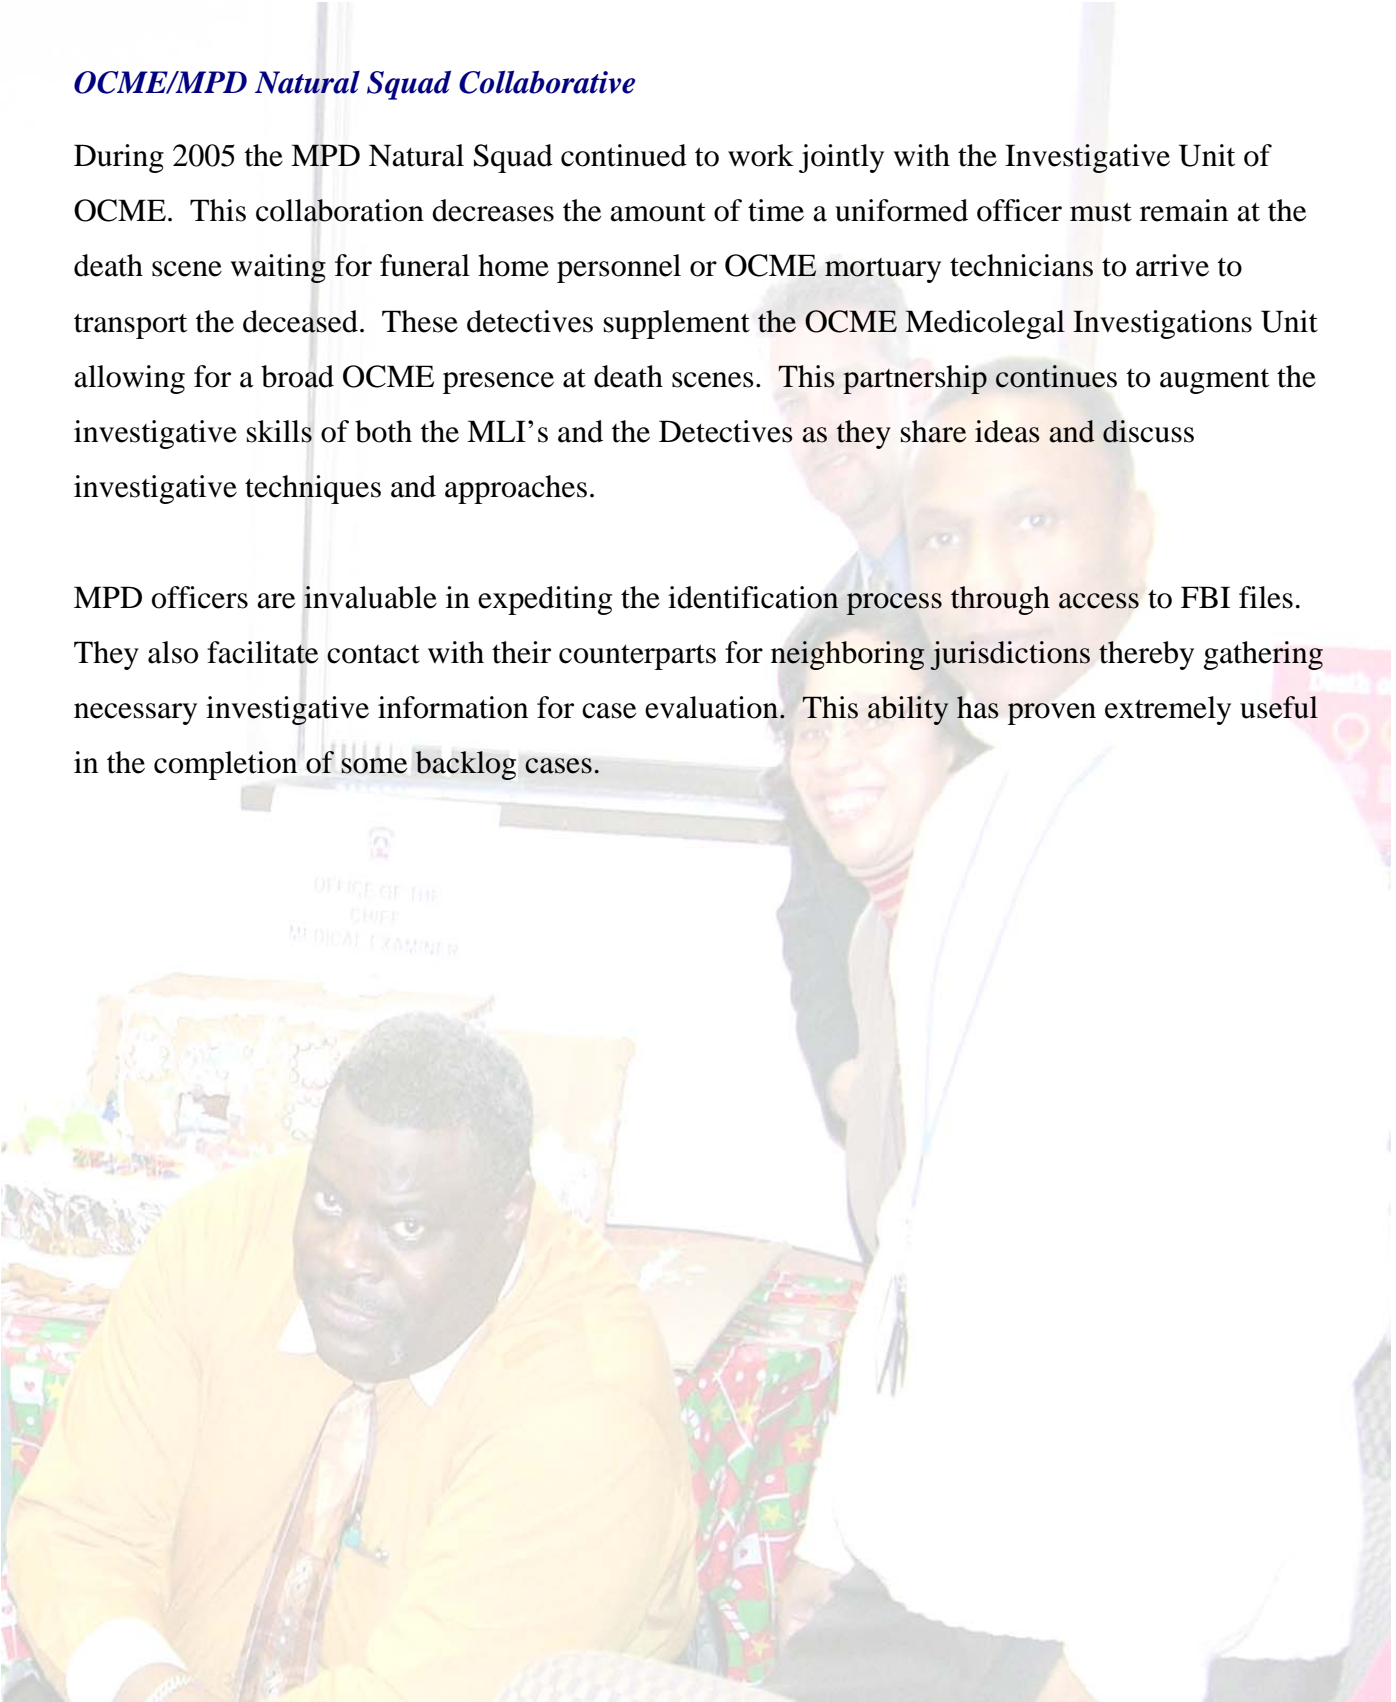 OCME/MPD Natural Squad Collaborative
During 2005 the MPD Natural Squad continued to work jointly with the Investigative Unit of
OCME.  This collaboration decreases the amount of time a uniformed officer must remain at the
death scene waiting for funeral home personnel or OCME mortuary technicians to arrive to
transport the deceased.  These detectives supplement the OCME Medicolegal Investigations Unit
allowing for a broad OCME presence at death scenes.  This partnership continues to augment the
investigative skills of both the MLI’s and the Detectives as they share ideas and discuss
investigative techniques and approaches.
MPD officers are invaluable in expediting the identification process through access to FBI files.
They also facilitate contact with their counterparts for neighboring jurisdictions thereby gathering
necessary investigative information for case evaluation.  This ability has proven extremely useful
in the completion of some backlog cases.
Death
OFFICE OF THE
CHIEF
MEDICAL EXAMINER